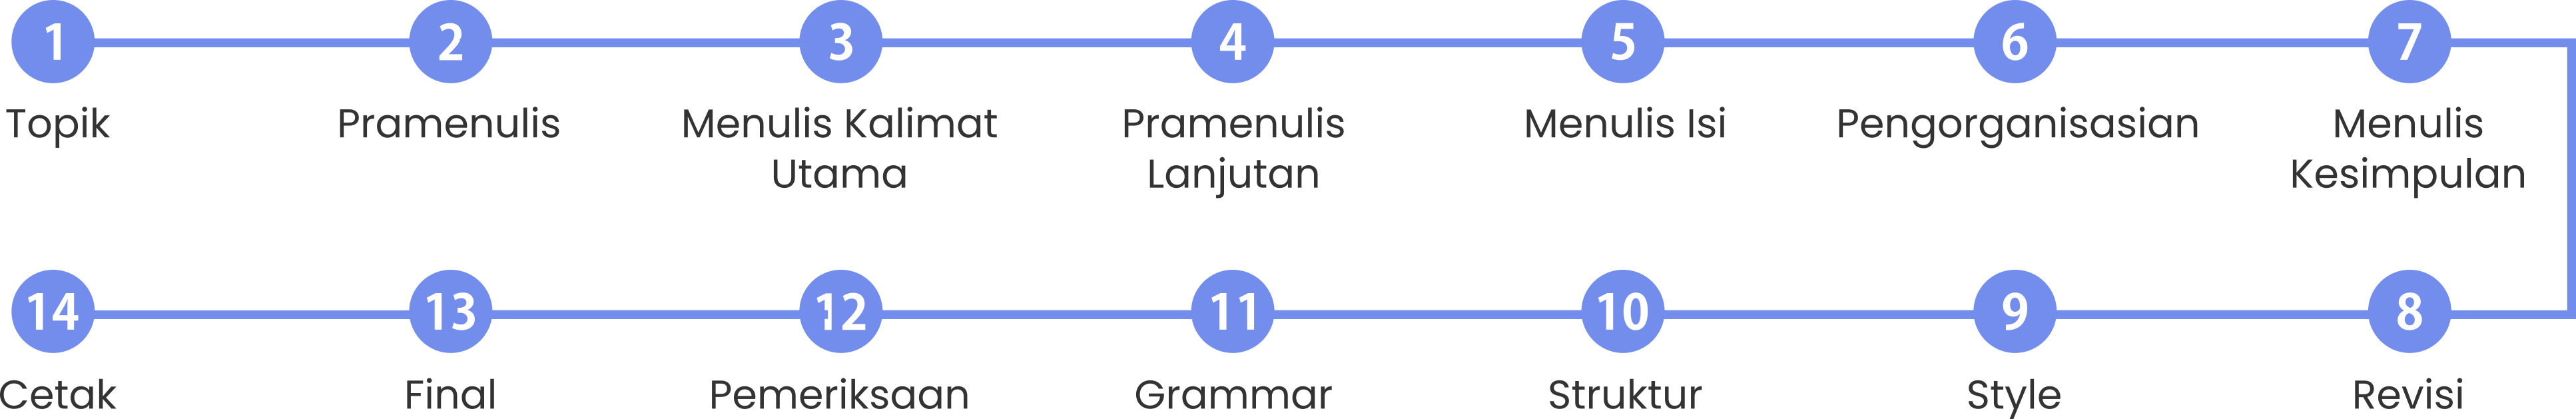 1 2 3 4 5 6 7
Topik Pramenulis Menulis Kalimat Pramenulis Menulis Isi Pengorganisasian Menulis
Utama Lanjutan Kesimpulan
14 13 12 11 10 9 8
Cetak Final Pemeriksaan Grammar Struktur Style Revisi